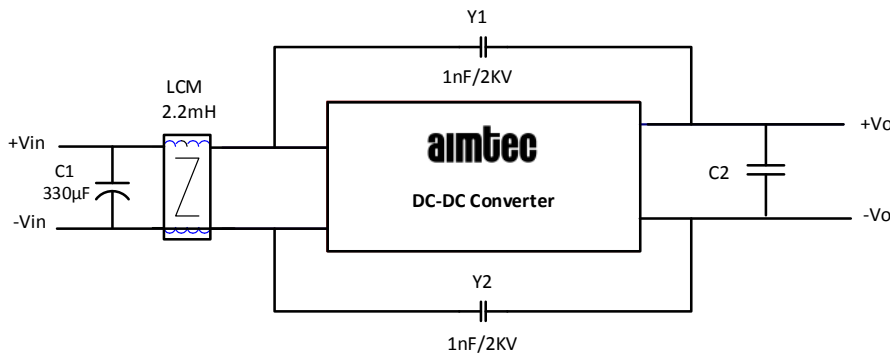 Y1
1nF/2KV
LCM
2.2mH
+Vin
+Vo
C1
330µF
aimtec
C2
DC-DC Converter
-Vin
-Vo
Y2
1nF/2KV